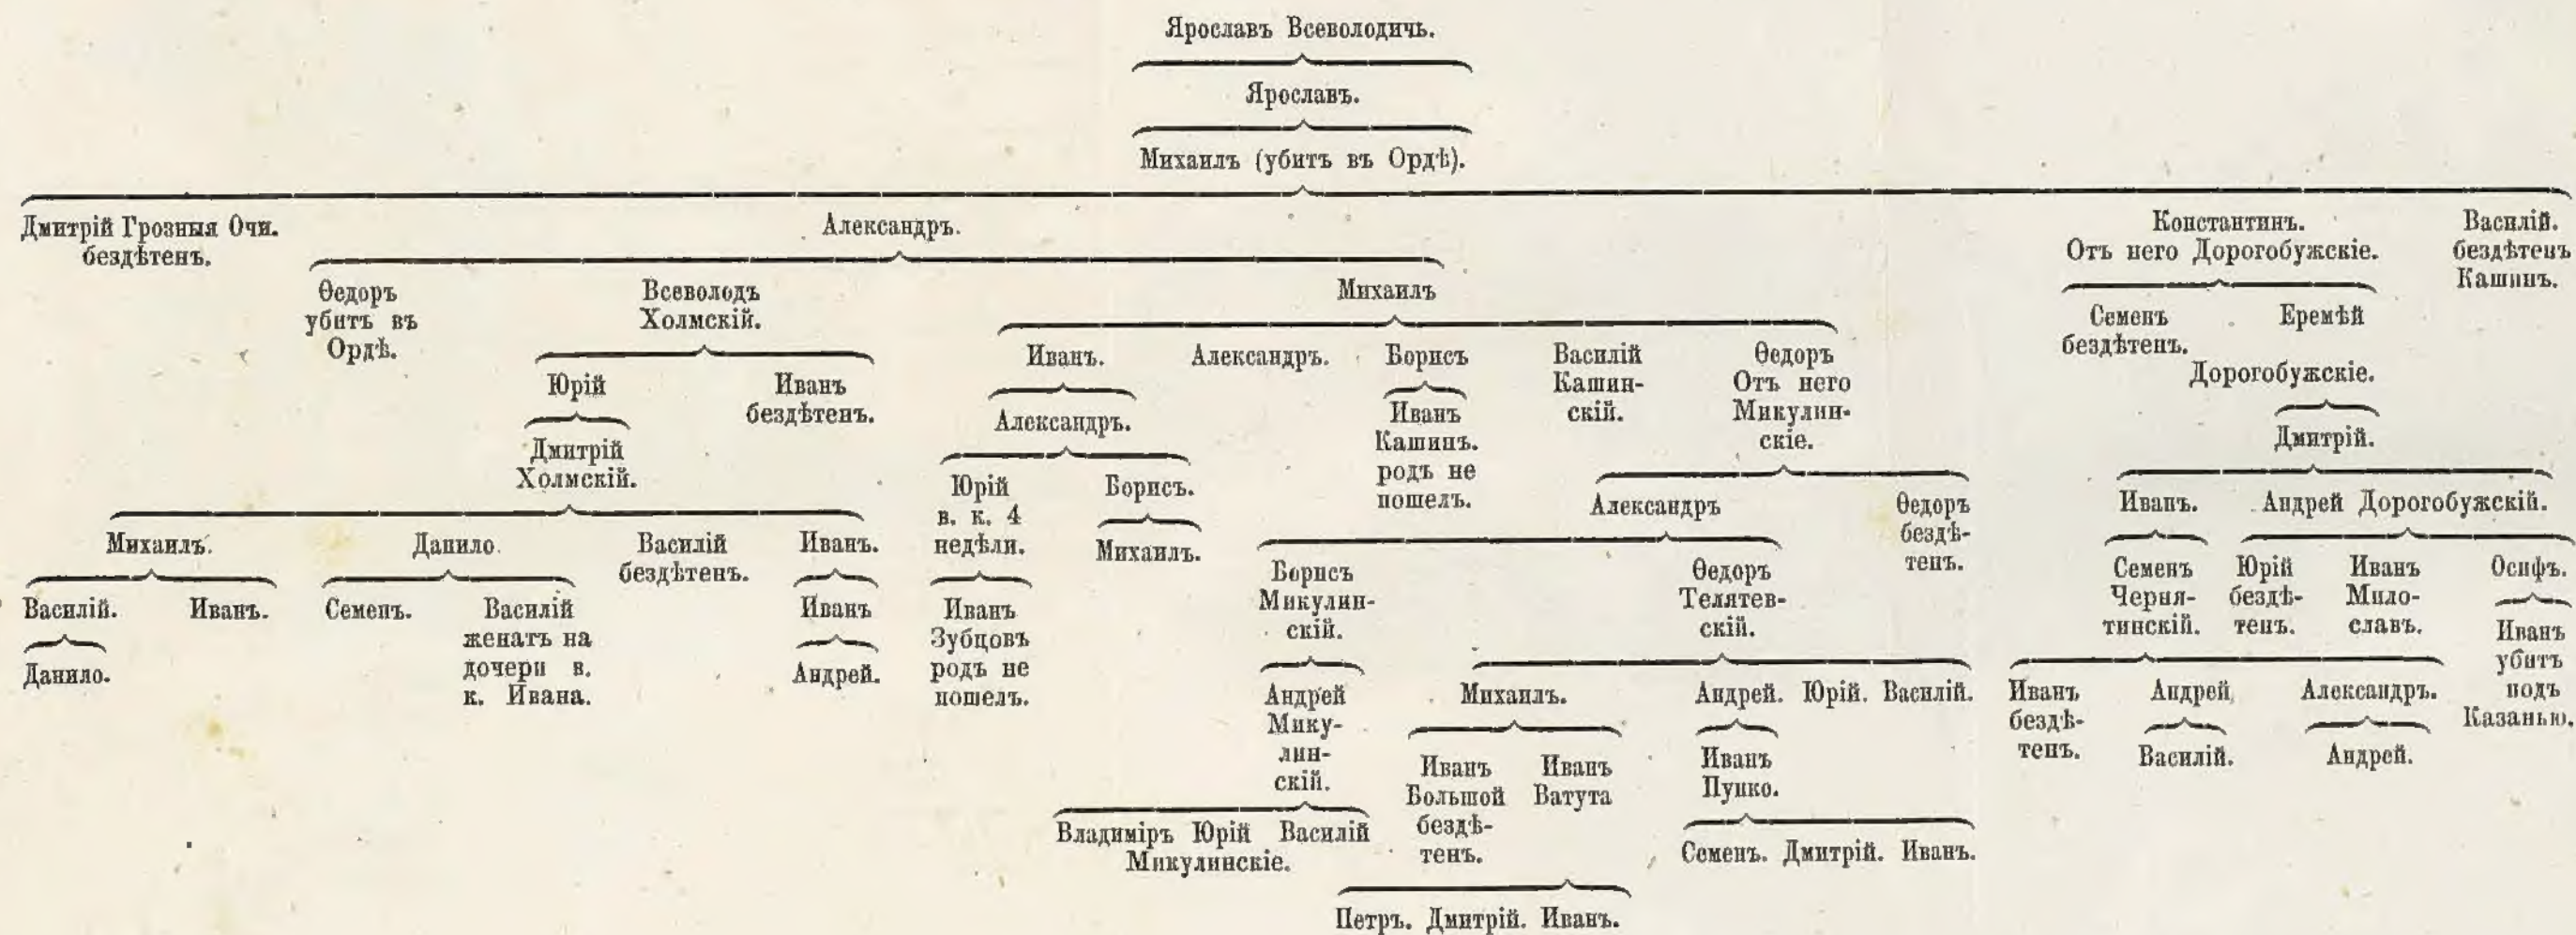 Ярославъ Всеволодичь.
Ярославъ.
Михаилъ (убитъ въ Ордѣ).
Дмитрій Грозныя Очи.
бездѣтенъ.
Александръ.
Константинъ.
Отъ него Дорогобужскіе.
Василій.
бездѣтенъ
Кашинъ.
Ѳедоръ
убитъ въ
Ордѣ.
Всеволодъ
Холмскій.
Михаилъ
Семенъ
бездѣтенъ.
Еремѣй
Дорогобужскіе.
Юрій
Иванъ
бездѣтенъ.
Иванъ.
Александръ.
Борисъ
Василій
Кашин-
скій.
Ѳедоръ
Отъ него
Микулин-
скіе.
Дмитрій.
Дмитрій
Холмскій.
Александръ.
Иванъ
Кашинъ.
родъ не
пошелъ.
Юрій
в. к. 4
недѣли.
Борисъ.
Александръ
Ѳедоръ
бездѣ-
тенъ.
Иванъ.
Андрей Дорогобужскій.
Михаилъ.
Данило.
Василій
бездѣтенъ.
Иванъ.
Михаилъ.
Борисъ
Микулин-
скій.
Ѳедоръ
Телятев-
скій.
Семенъ
Черня-
тинскій.
Юрій
бездѣ-
тенъ.
Иванъ
Мило-
славъ.
Осифъ.
Василій.
Иванъ.
Семенъ.
Василій
женатъ на
дочери в.
к. Ивана.
Иванъ
Иванъ
Зубцовъ
родъ не
пошелъ.
Иванъ
убитъ
подъ
Казанью.
Данило.
Андрей.
Андрей
Мику-
лин-
скій.
Михаилъ.
Андрей.
Юрій.
Василій.
Иванъ
бездѣ-
тенъ.
Андрей
Александръ.
Иванъ
Большой
бездѣ-
тенъ.
Иванъ
Ватута
Иванъ
Пунко.
Василій.
Андрей.
Владиміръ Юрій Василій
Микулинскіе.
Семенъ. Дмитрій. Иванъ.
Петръ. Дмитрій. Иванъ.